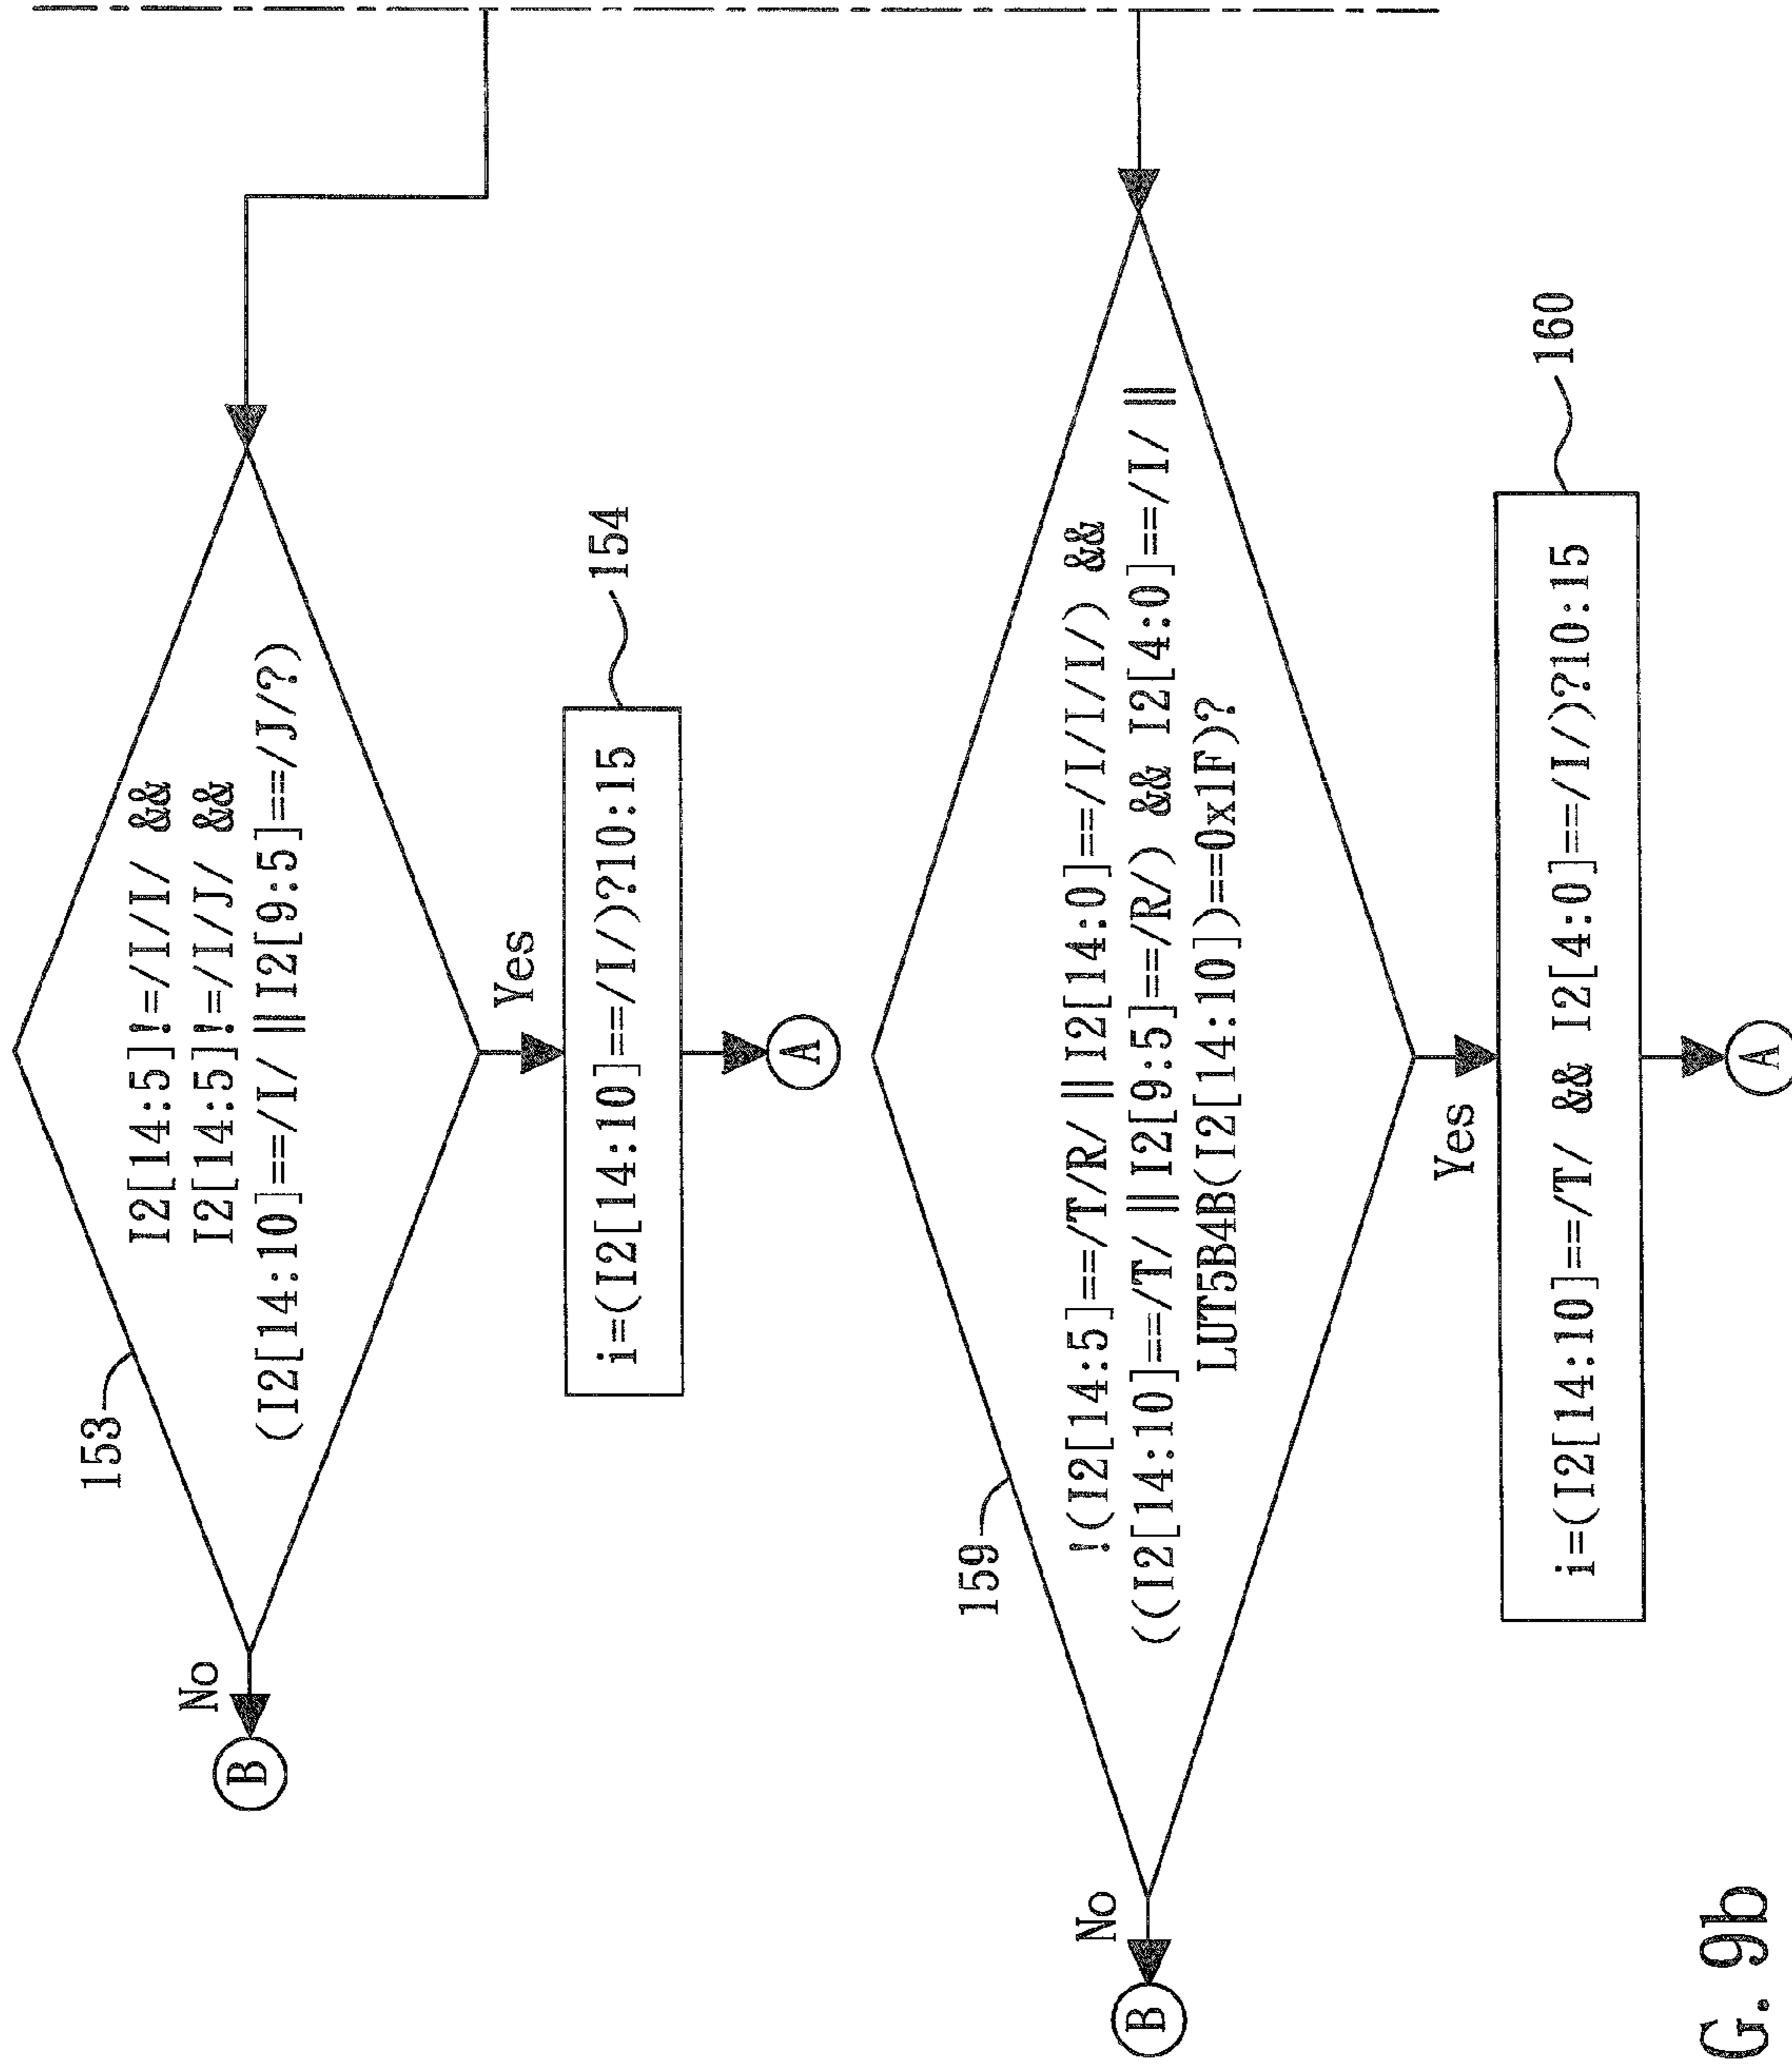 153
I2[14:5]!=/I/I/ &&
I2[14:5]!=/I/J/ &&
(I2[14:10]==/I/ || I2[9:5]==/J/?)
No
B
Yes
i=(I2[14:10]==/I/)?10:15
154
A
159
!(I2[14:5]==/T/R/ || I2[14:0]==/I/I/I/) &&
((I2[14:10]==/T/ || I2[9:5]==/R/) && I2[4:0]==/I/ ||
LUT5B4B(I2[14:10])==0x1F)?
No
B
Yes
i=(I2[14:10]==/T/ && I2[4:0]==/I/)?10:15
160
A
G. 9b